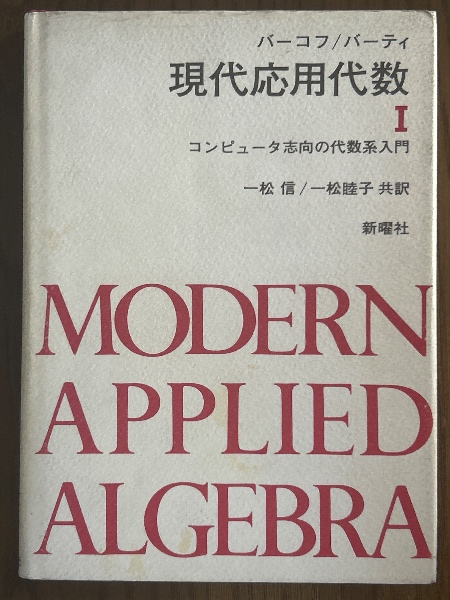 バーコフ/バーティ
現代応用代数
I
コンピュータ志向の代数系入門
一松 信/一松睦子 共訳
新曜社
MODERN
APPLIED
ALGEBRA